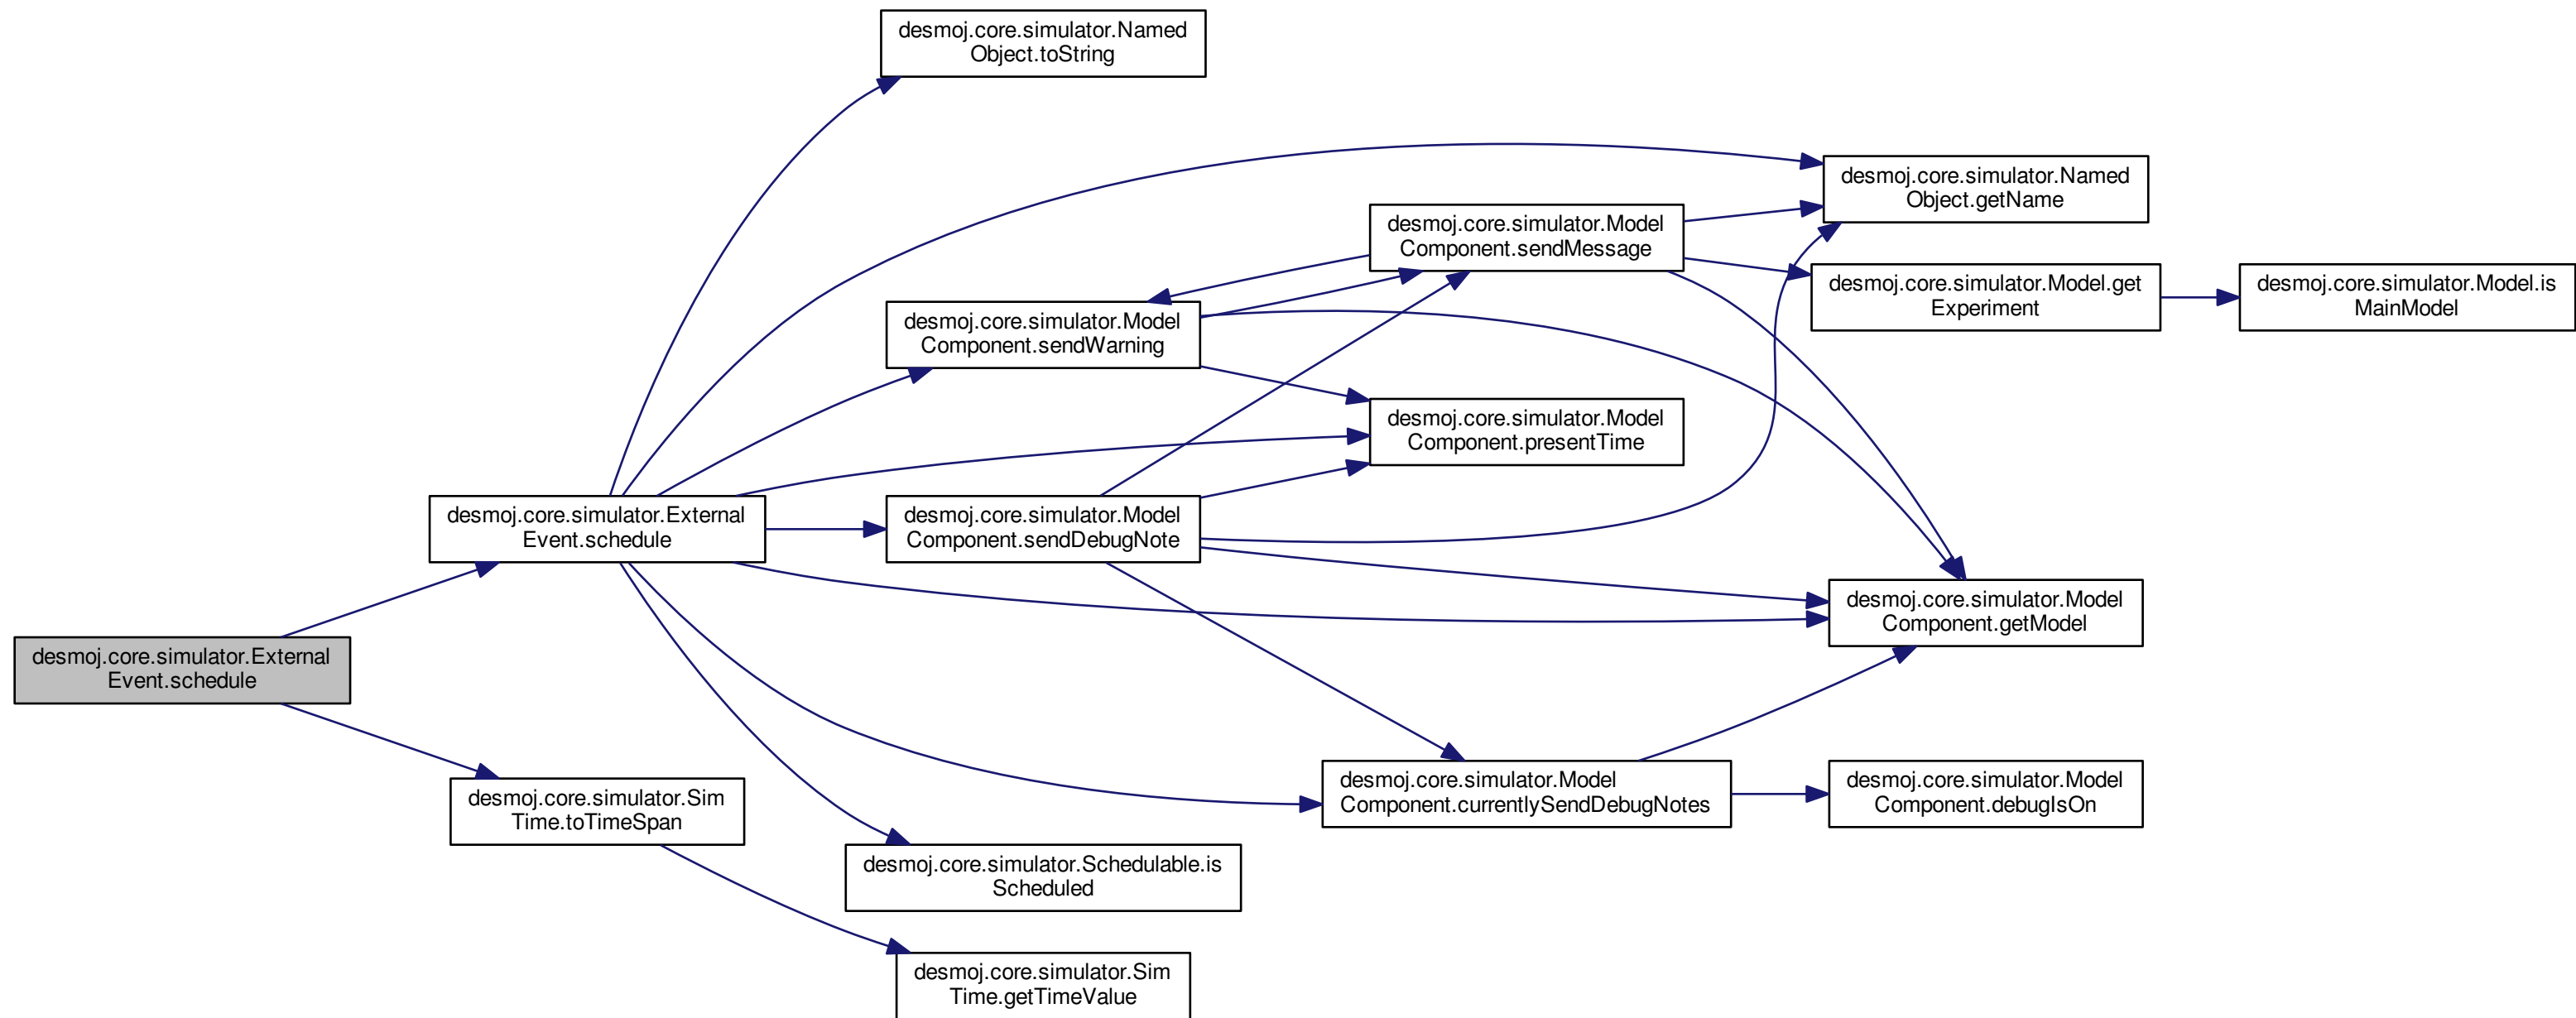 desmoj.core.simulator.Named
Object.toString
desmoj.core.simulator.Named
Object.getName
desmoj.core.simulator.Model
Component.sendMessage
desmoj.core.simulator.Model.get
Experiment
desmoj.core.simulator.Model.is
MainModel
desmoj.core.simulator.Model
Component.sendWarning
desmoj.core.simulator.Model
Component.presentTime
desmoj.core.simulator.External
Event.schedule
desmoj.core.simulator.Model
Component.sendDebugNote
desmoj.core.simulator.Model
Component.getModel
desmoj.core.simulator.External
Event.schedule
desmoj.core.simulator.Sim
Time.toTimeSpan
desmoj.core.simulator.Model
Component.currentlySendDebugNotes
desmoj.core.simulator.Model
Component.debugIsOn
desmoj.core.simulator.Schedulable.is
Scheduled
desmoj.core.simulator.Sim
Time.getTimeValue